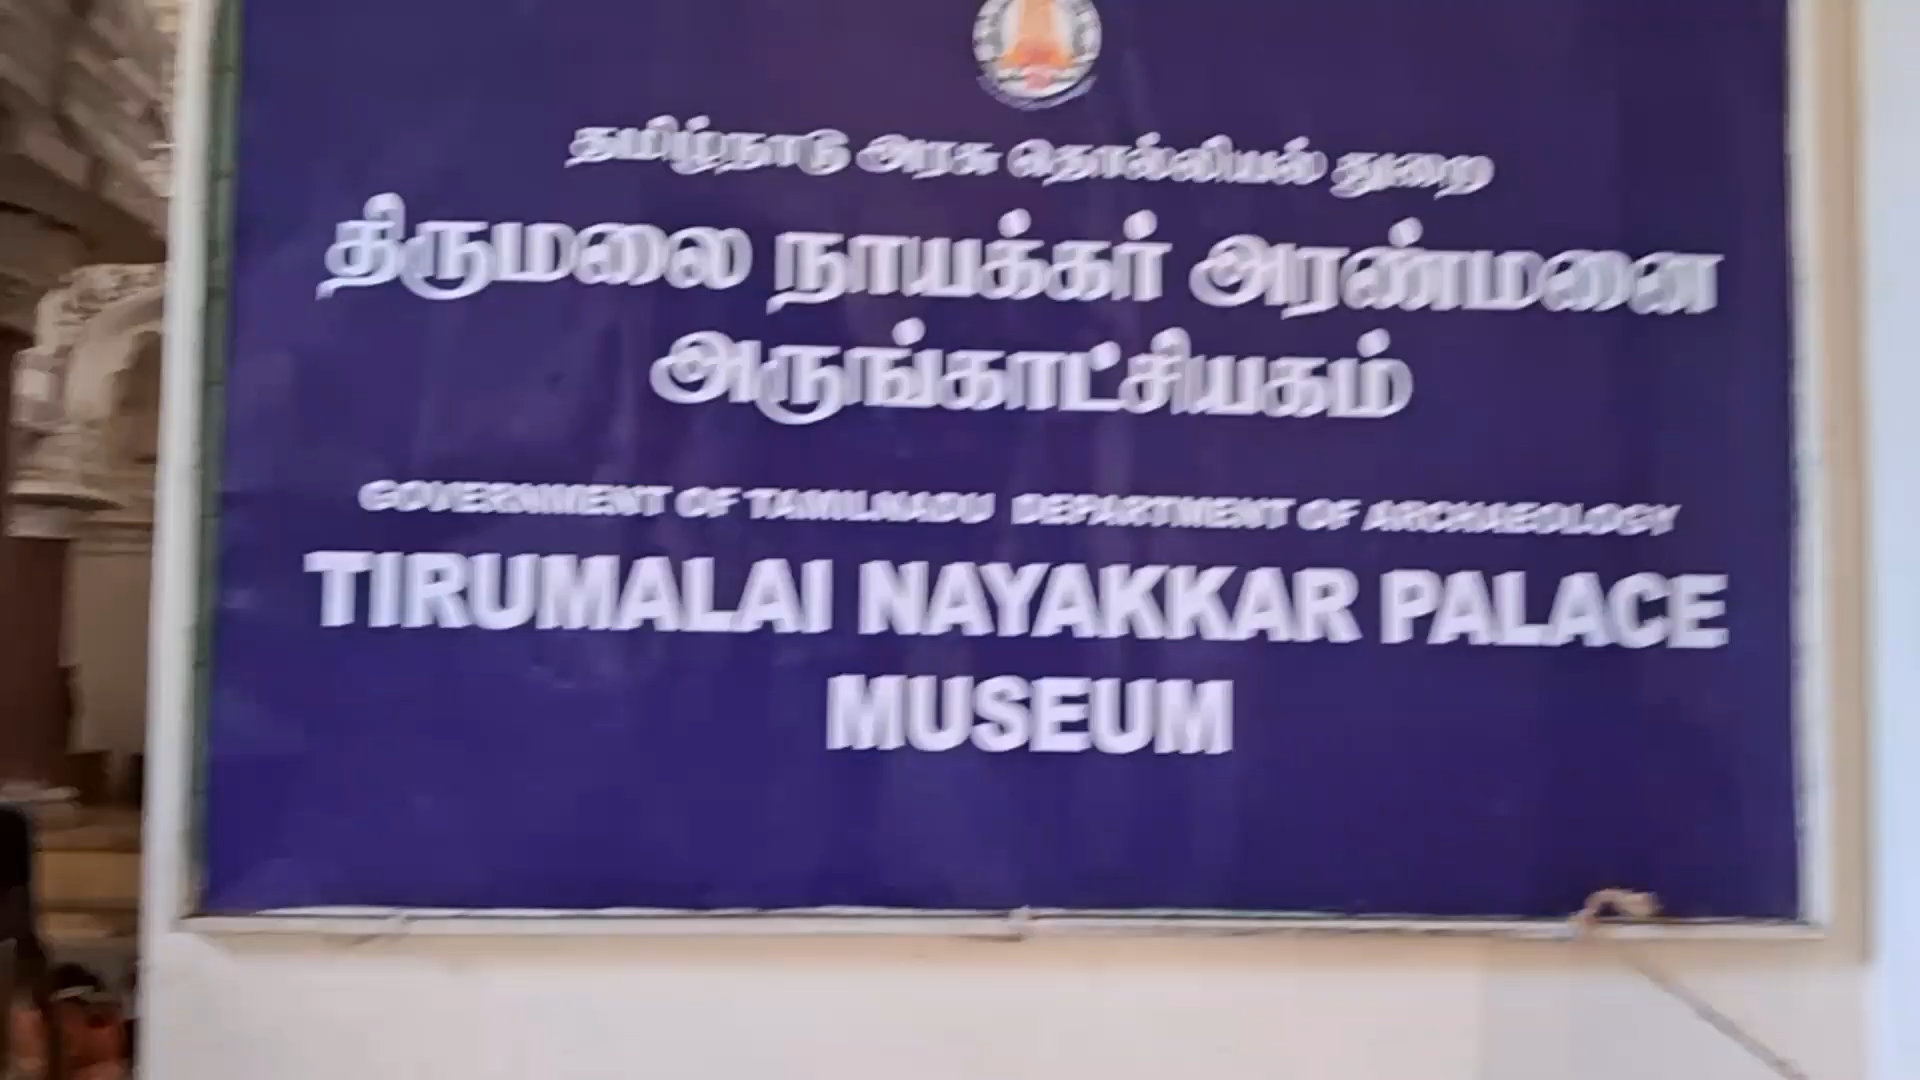 தமிழ்நாடு அரசு தொல்லியல் துறை
திருமலை நாயக்கர் அரண்மனை
அருங்காட்சியகம்
GOVERNMENT OF TAMILNADU DEPARTMENT OF ARCHAEOLOGY
TIRUMALAI NAYAKKAR PALACE
MUSEUM